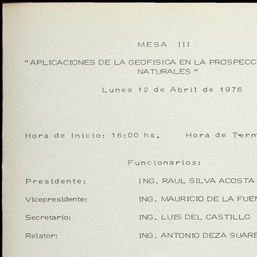 MESA III
"APLICACIONES DE LA GEOFISICA EN LA PROSPECC
NATURALES"
Lunes 12 de Abril de 1976
Hora de Inicio: 16:00 hs. Hora de Term
Funcionarios:
Presidente: ING. RAUL SILVA ACOSTA
Vicepresidente: ING. MAURICIO DE LA FUEN
Secretario: ING. LUIS DEL CASTILLO
Relator: ING. ANTONIO DEZA SUARE